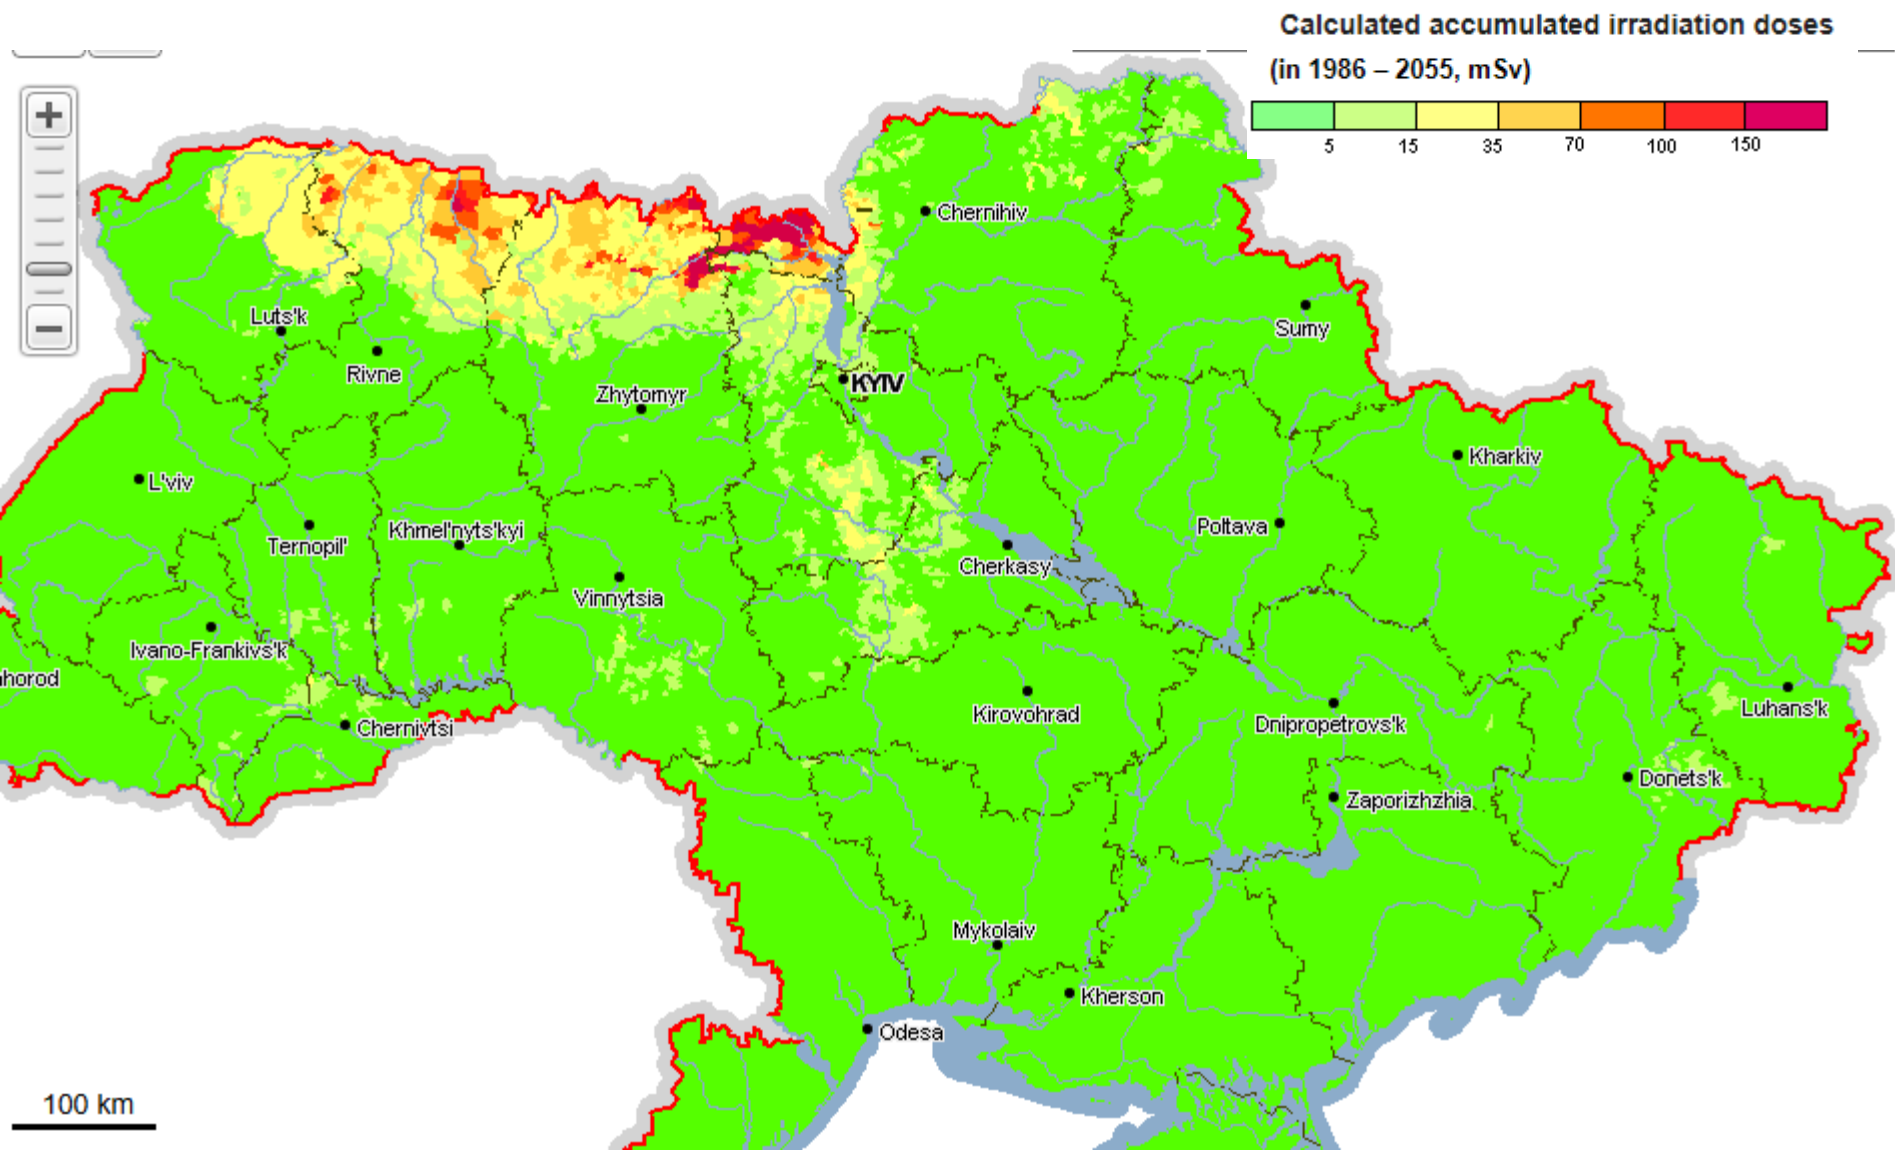 Calculated accumulated irradiation doses
(in 1986 – 2055, mSv)
5 15 35 70 100 150
+
Chernihiv
Luts'k
Sumy
Rivne
KYIV
Zhytomyr
Kharkiv
L'viv
Khmel'nyts'kyi
Poltava
Ternopil'
Cherkasy
Vinnytsia
Ivano-Frankivs'k
horod
Luhans'k
Kirovohrad
Dnipropetrovs'k
Chernivtsi
Donets'k
Zaporizhzhia
Mykolaiv
Kherson
Odesa
100 km